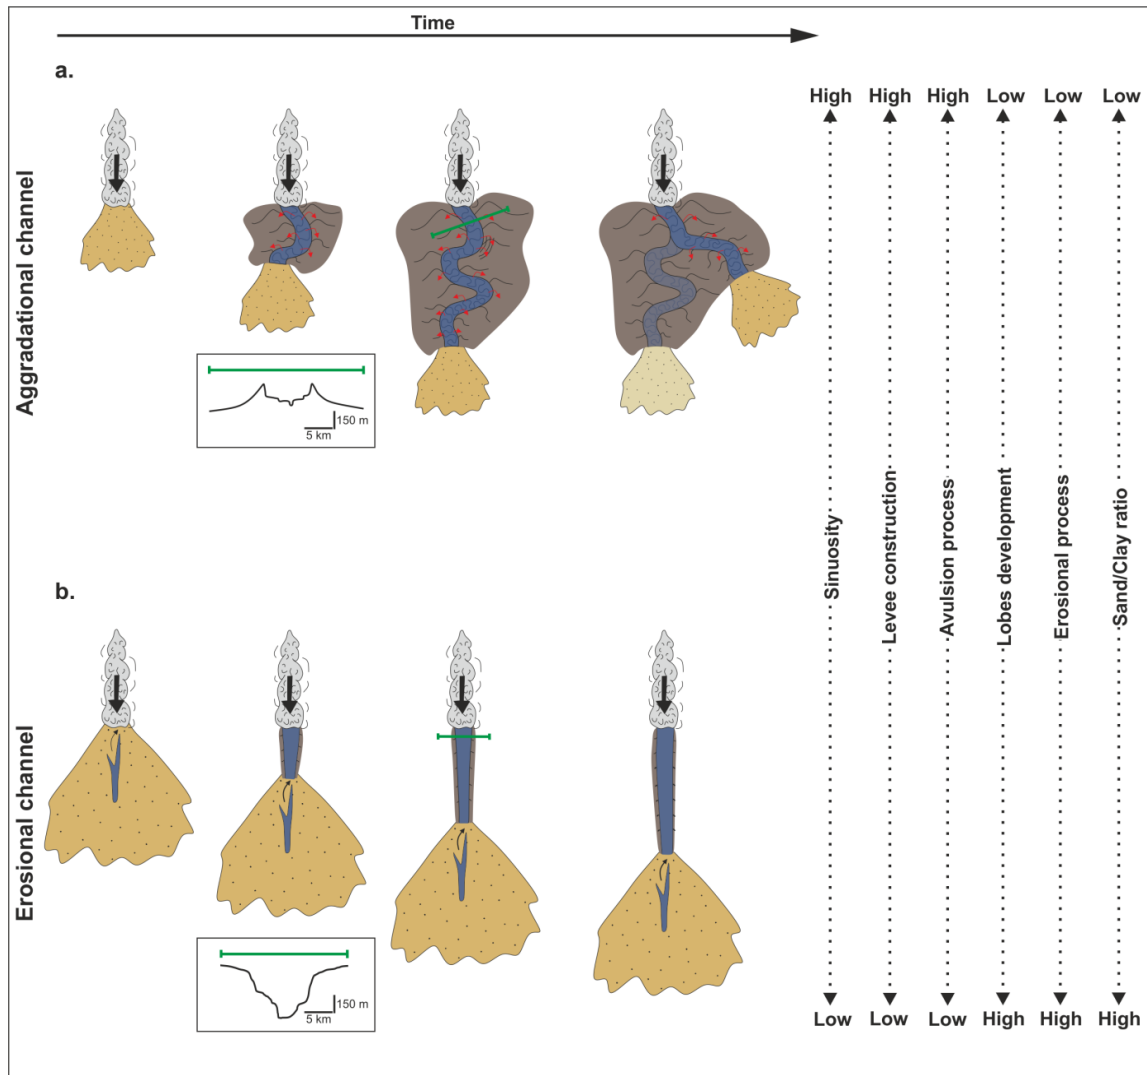 Time
a.
High High High Low Low Low
Aggradational channel
150 m
5 km
Sinuosity
Levee construction
Avulsion process
Lobes development
Erosional process
Sand/Clay ratio
b.
Erosional channel
150 m
5 km
Low Low Low High High High